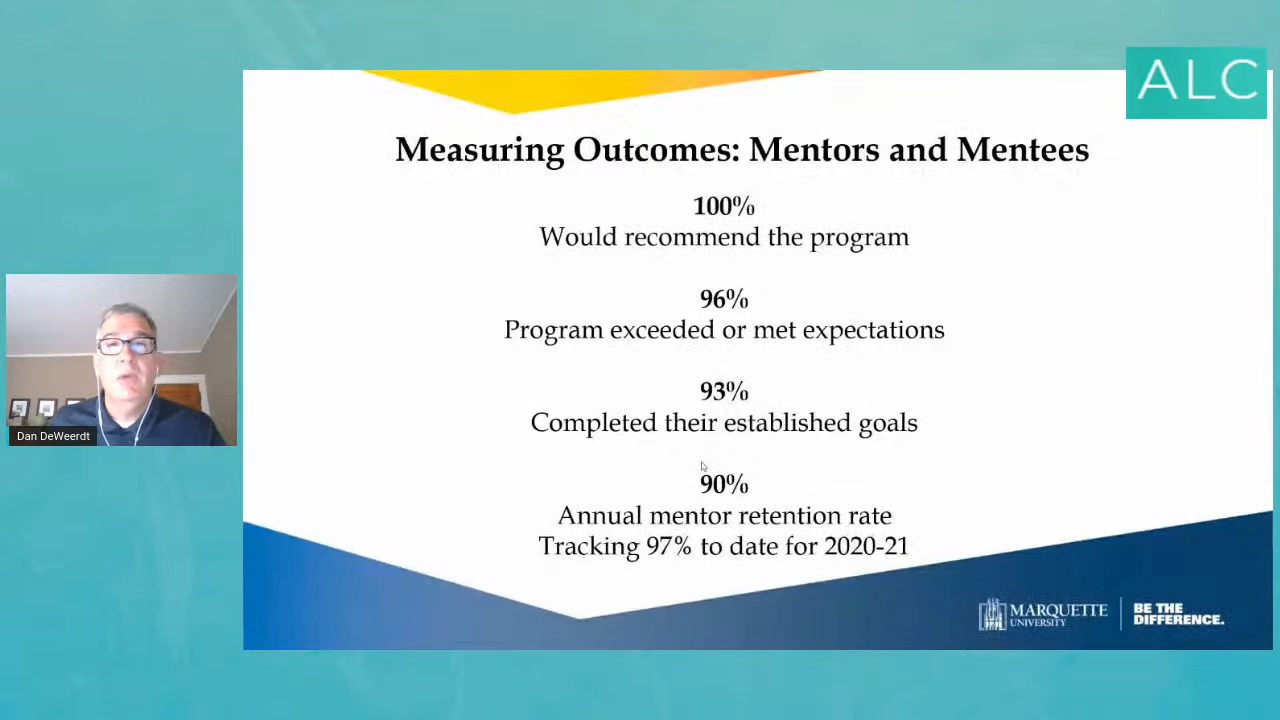 ALC
Measuring Outcomes: Mentors and Mentees
100%
Would recommend the program
96%
Program exceeded or met expectations
93%
Completed their established goals
90%
Annual mentor retention rate
Tracking 97% to date for 2020-21
Dan DeWeerdt
MARQUETTE
UNIVERSITY
BE THE
DIFFERENCE.